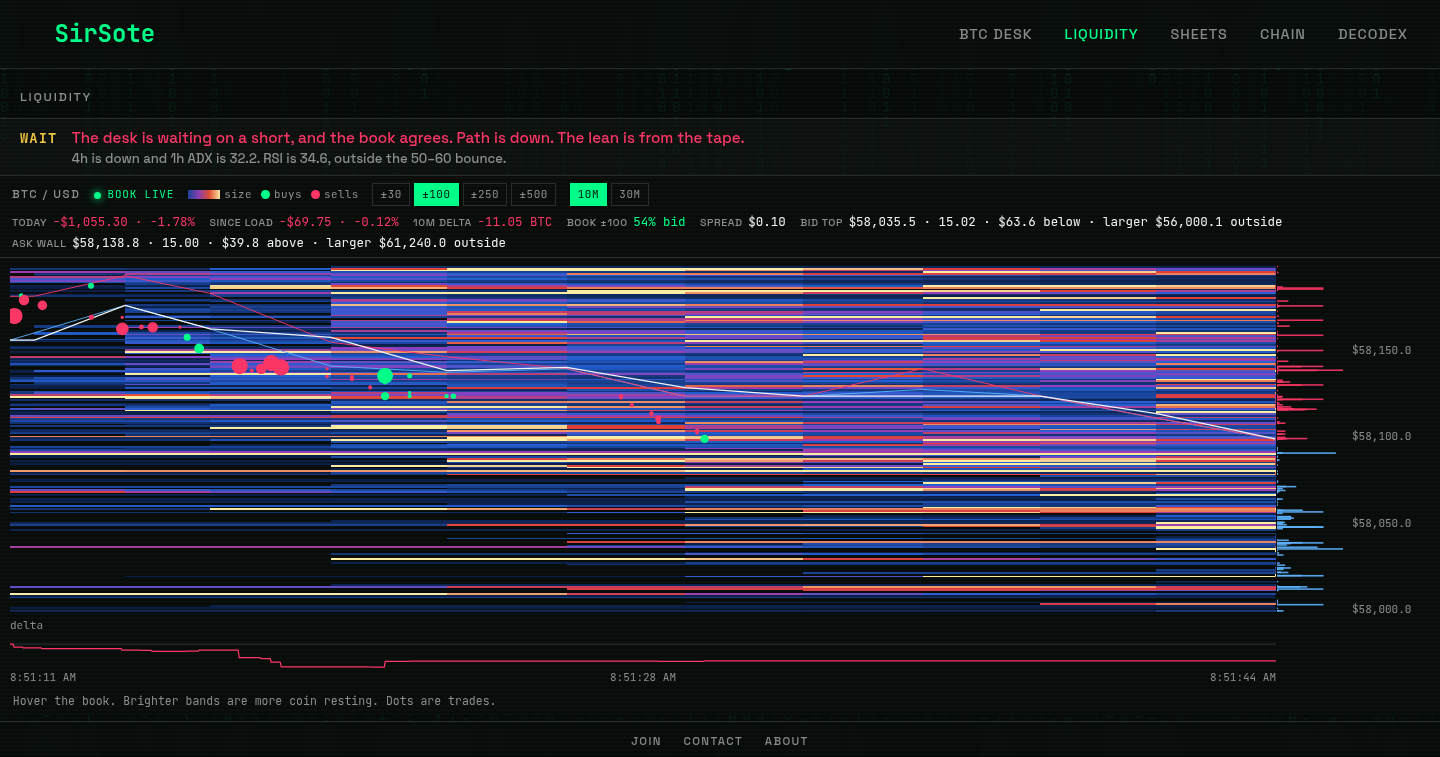 SirSote
BTC DESK LIQUIDITY SHEETS CHAIN DECODEX
LIQUIDITY
WAIT The desk is waiting on a short, and the book agrees. Path is down. The lean is from the tape.
4h is down and 1h ADX is 32.2. RSI is 34.6, outside the 50–60 bounce.
BTC / USD BOOK LIVE size buys sells ±30 ±100 ±250 ±500 10M 30M
TODAY -$1,055.30 · -1.78% SINCE LOAD -$69.75 · -0.12% 10M DELTA -11.05 BTC BOOK ±100 54% bid SPREAD $0.10 BID TOP $58,035.5 · 15.02 · $63.6 below · larger $56,000.1 outside
ASK WALL $58,138.8 · 15.00 · $39.8 above · larger $61,240.0 outside
$58,150.0
$58,100.0
$58,050.0
$58,000.0
delta
8:51:11 AM 8:51:28 AM 8:51:44 AM
Hover the book. Brighter bands are more coin resting. Dots are trades.
JOIN CONTACT ABOUT